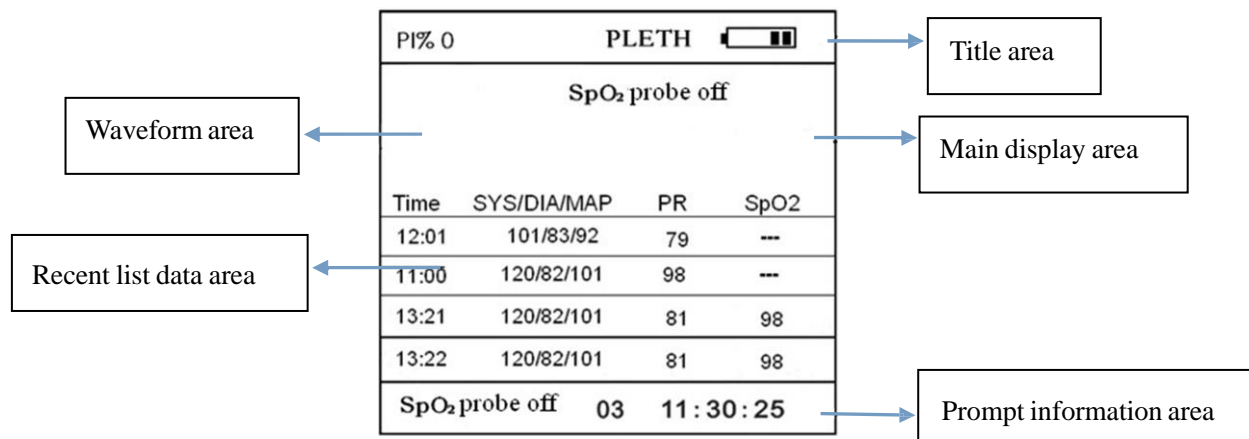 PI% 0 PLETH
Title area
SpO₂ probe off
Waveform area
Main display area
Time SYS/DIA/MAP PR SpO2
12:01 101/83/92 79 ---
Recent list data area
11:00 120/82/101 98 ---
13:21 120/82/101 81 98
13:22 120/82/101 81 98
SpO₂ probe off 03 11:30:25
Prompt information area